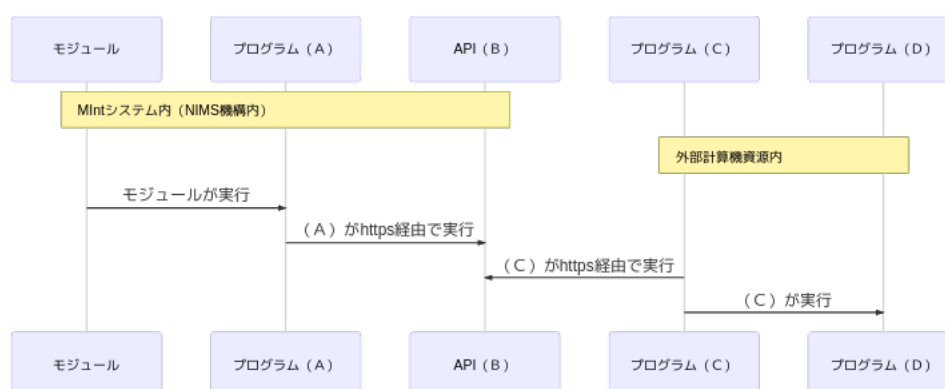 モジュール
プログラム（A）
API（B）
プログラム（C）
プログラム（D）
MIntシステム内（NIMS機構内）
外部計算機資源内
モジュールが実行
（A）がhttps経由で実行
（C）がhttps経由で実行
（C）が実行
モジュール
プログラム（A）
API（B）
プログラム（C）
プログラム（D）